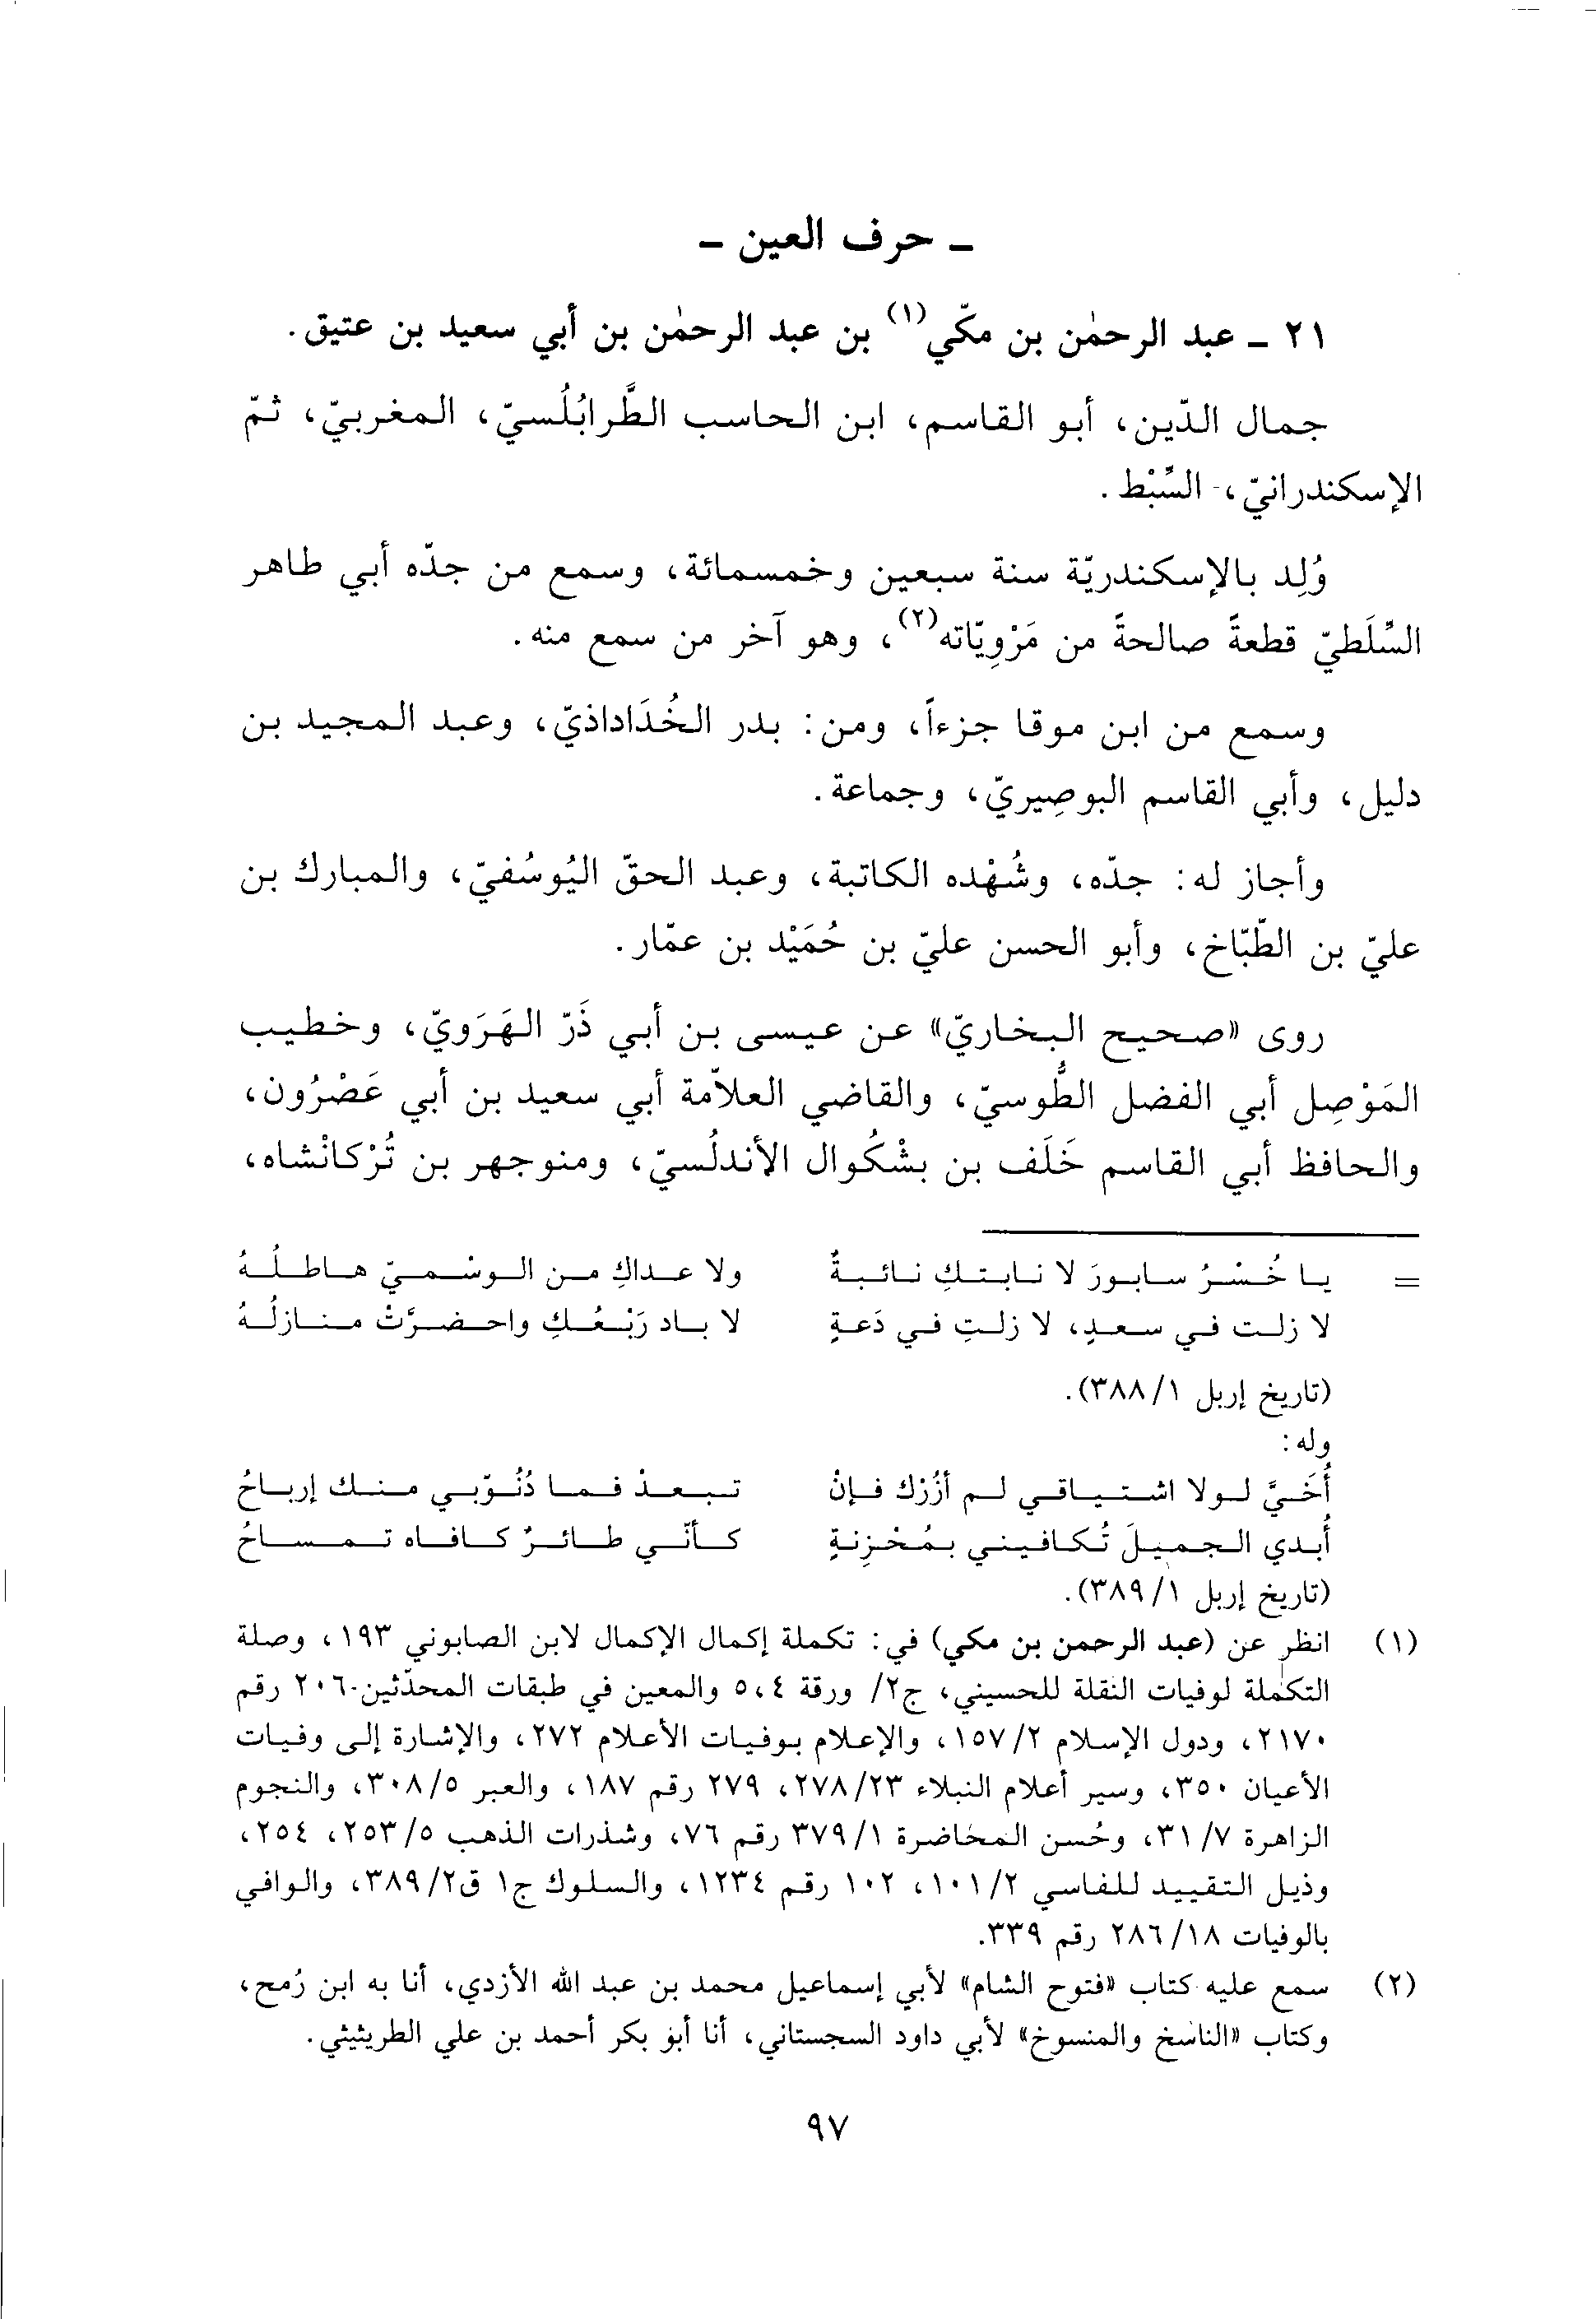 ـ حرف العين ـ
٢١ ـ عبد الرحمٰن بن مكّي(١) بن عبد الرحمٰن بن أبي سعيد بن عتيق.
جمال الدّين، أبو القاسم، ابن الحاسب الطَّرابُلُسيّ، المغربيّ، ثمّ
الإسكندرانيّ، السِّبْط.
وُلِد بالإسكندريّة سنة سبعين وخمسمائة، وسمع من جدّه أبي طاهر
السِّلَطيّ قطعةً صالحةً من مَرْوِيّاته(٢)، وهو آخر من سمع منه.
وسمع من ابن موقا جزءاً، ومن: بدر الخُدَاداذيّ، وعبد المجيد بن
دليل، وأبي القاسم البوصِيريّ، وجماعة.
وأجاز له: جدّه، وشُهْده الكاتبة، وعبد الحقّ اليُوسُفيّ، والمبارك بن
عليّ بن الطّبّاخ، وأبو الحسن عليّ بن حُمَيْد بن عمّار.
روى «صحيح البخاريّ» عن عيسى بن أبي ذَرّ الهَرَويّ، وخطيب
المَوْصِل أبي الفضل الطُّوسيّ، والقاضي العلاّمة أبي سعيد بن أبي عَصْرُون،
والحافظ أبي القاسم خَلَف بن بشْكُوال الأندلُسيّ، ومنوجهر بن تُرْكانْشاه،
= يا خُسْرُ سابورَ لا نابتكِ نائبةٌ ولا عداكِ من الوسْميّ هاطلُهُ
لا زلت في سعدٍ، لا زلتِ في دَعةٍ لا باد رَبْعُكِ واحضرَّتْ منازلُهُ
(تاريخ إربل ٣٨٨/١).
وله:
أُخَيَّ لولا اشتياقي لم أزُرْك فإنْ تبعدْ فما دُنُوّبي منك إرباحُ
أُبدي الجميلَ تُكافيني بمُحْزِنةٍ كأنّي طائرٌ كافاه تمساحُ
(تاريخ إربل ٣٨٩/١).
(١) انظر عن (عبد الرحمن بن مكي) في: تكملة إكمال الإكمال لابن الصابوني ١٩٣، وصلة
التكملة لوفيات النقلة للحسيني، ج٢/ ورقة ٥،٤ والمعين في طبقات المحدّثين ٢٠٦ رقم
٢١٧٠، ودول الإسلام ١٥٧/٢، والإعلام بوفيات الأعلام ٢٧٢، والإشارة إلى وفيات
الأعيان ٣٥٠، وسير أعلام النبلاء ٢٧٨/٢٣، ٢٧٩ رقم ١٨٧، والعبر ٣٠٨/٥، والنجوم
الزاهرة ٣١/٧، وحُسن المحاضرة ٣٧٩/١ رقم ٧٦، وشذرات الذهب ٢٥٣/٥، ٢٥٤،
وذيل التقييد للفاسي ١٠١/٢، ١٠٢ رقم ١٢٣٤، والسلوك ج١ ق٣٨٩/٢، والوافي
بالوفيات ٢٨٦/١٨ رقم ٣٣٩.
(٢) سمع عليه كتاب «فتوح الشام» لأبي إسماعيل محمد بن عبد الله الأزدي، أنا به ابن رُمح،
وكتاب «الناسخ والمنسوخ» لأبي داود السجستاني، أنا أبو بكر أحمد بن علي الطريثيثي.
٩٧